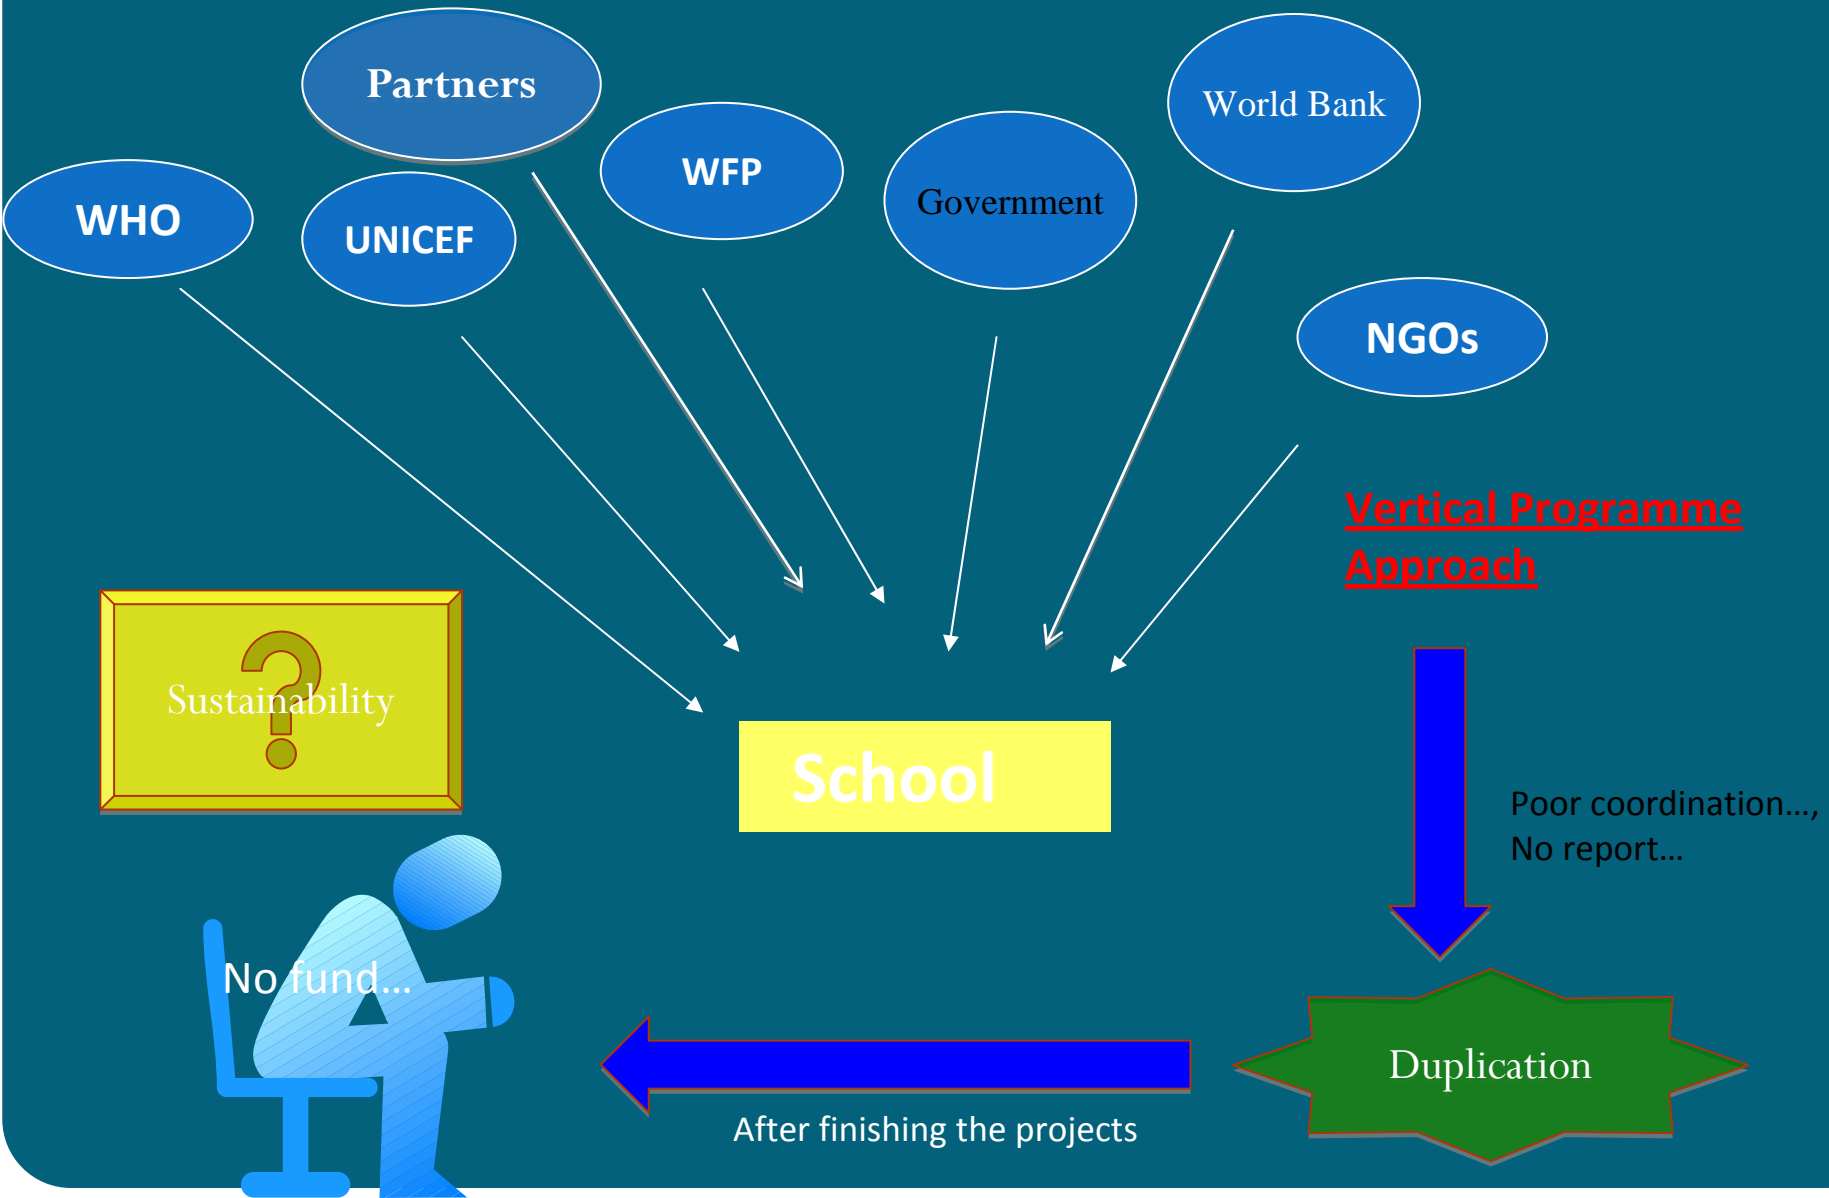 Partners
World Bank
WFP
Government
WHO
UNICEF
NGOs
Vertical Programme
Approach
?
Sustainability
School
Poor coordination...,
No report...
No fund...
Duplication
After finishing the projects